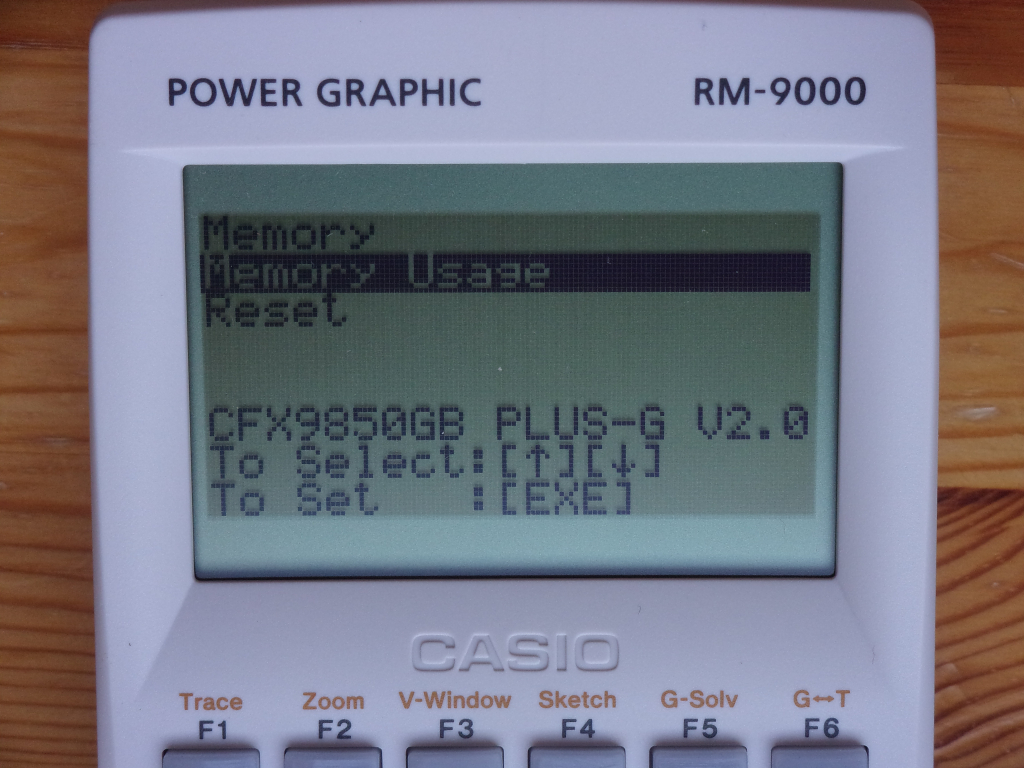 POWER GRAPHIC RM-9000
Memory
Memory Usage
Reset
CFX9850GB PLUS-G V2.0
To Select:[↑][↓]
To Set :[EXE]
CASIO
Trace Zoom V-Window Sketch G-Solv G↔T
F1 F2 F3 F4 F5 F6